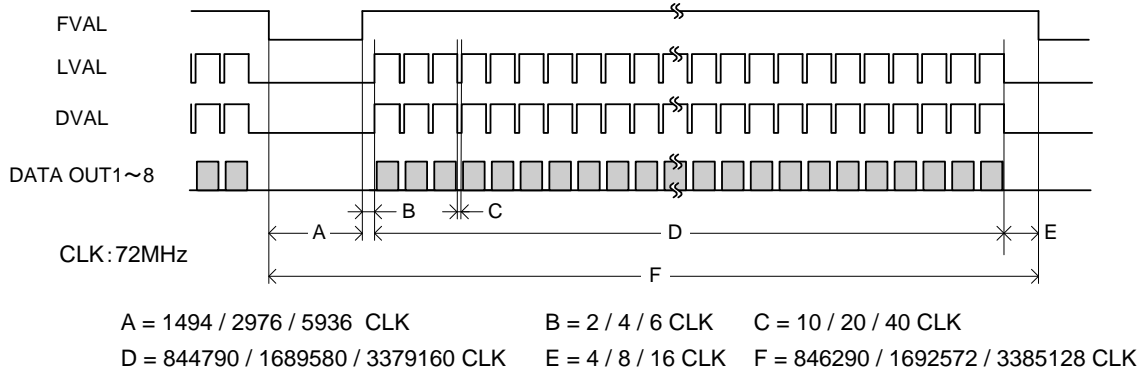 FVAL
LVAL
DVAL
DATA OUT1～8
B C
A D E
CLK:72MHz
F
A = 1494 / 2976 / 5936 CLK B = 2 / 4 / 6 CLK C = 10 / 20 / 40 CLK
D = 844790 / 1689580 / 3379160 CLK E = 4 / 8 / 16 CLK F = 846290 / 1692572 / 3385128 CLK